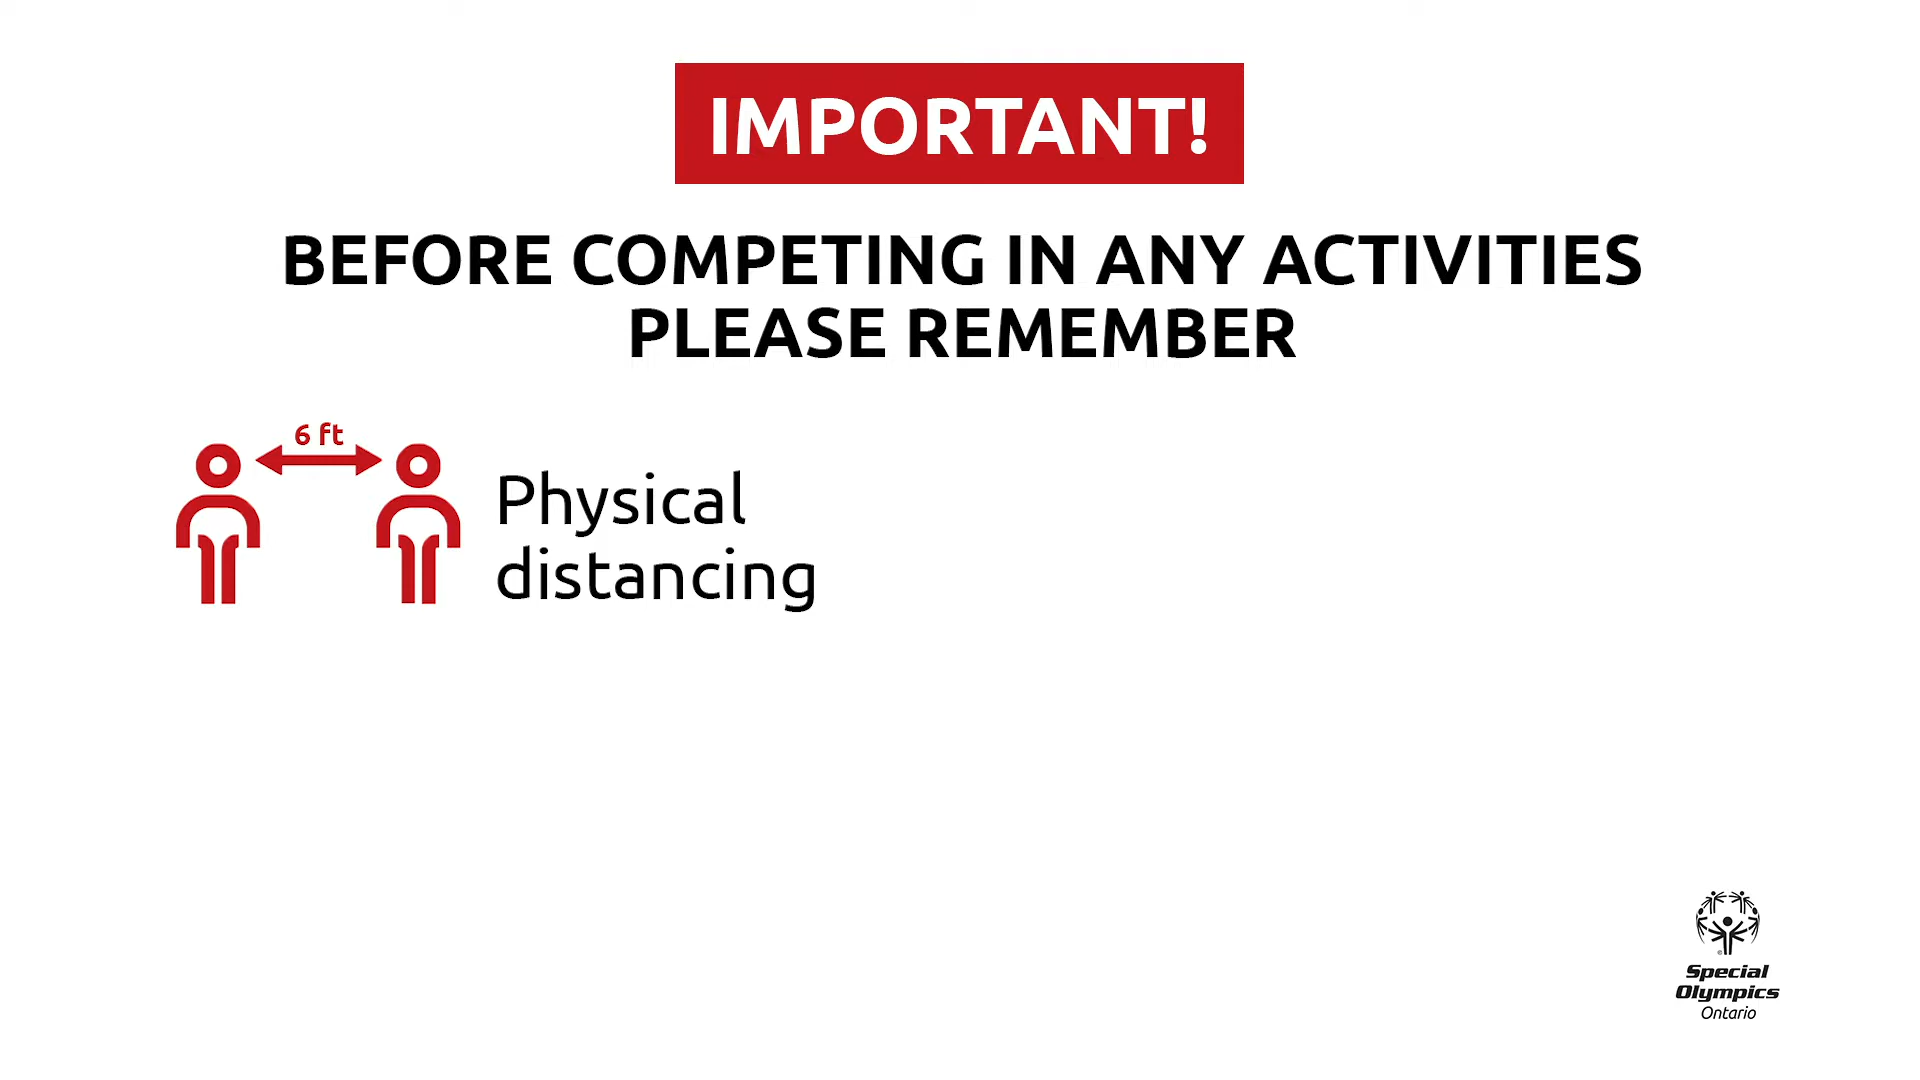 IMPORTANT!
BEFORE COMPETING IN ANY ACTIVITIES
PLEASE REMEMBER
6 ft
Physical
distancing
Special
Olympics
Ontario